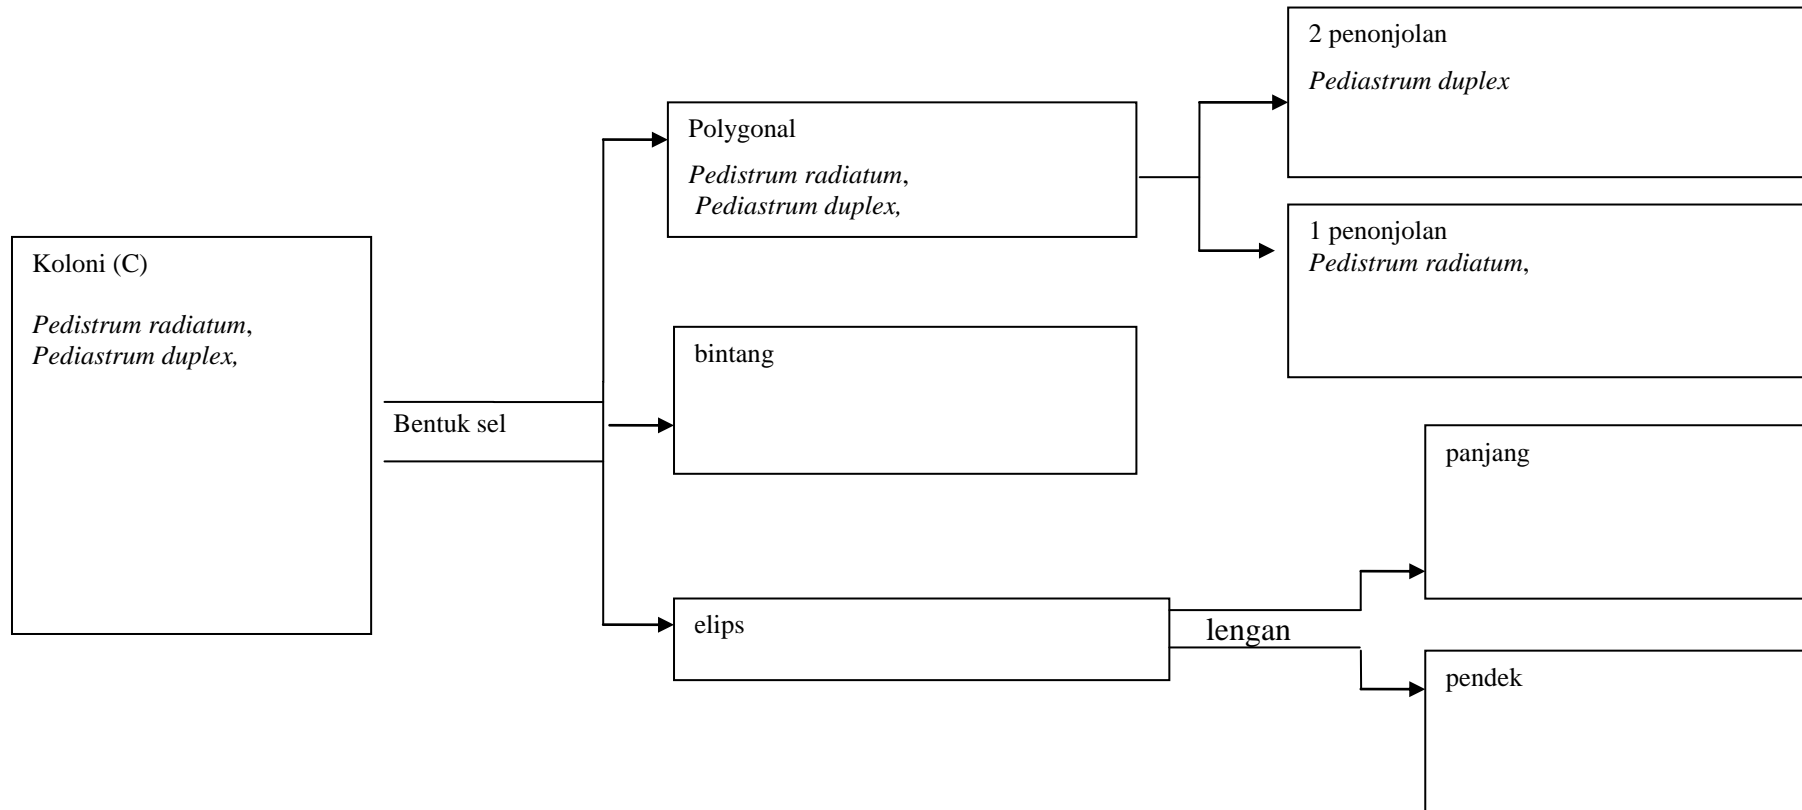 Koloni (C)
Pedistrum radiatum,
Pediastrum duplex,
Bentuk sel
Polygonal
Pedistrum radiatum,
Pediastrum duplex,
2 penonjolan
Pediastrum duplex
1 penonjolan
Pedistrum radiatum,
bintang
elips
lengan
panjang
pendek